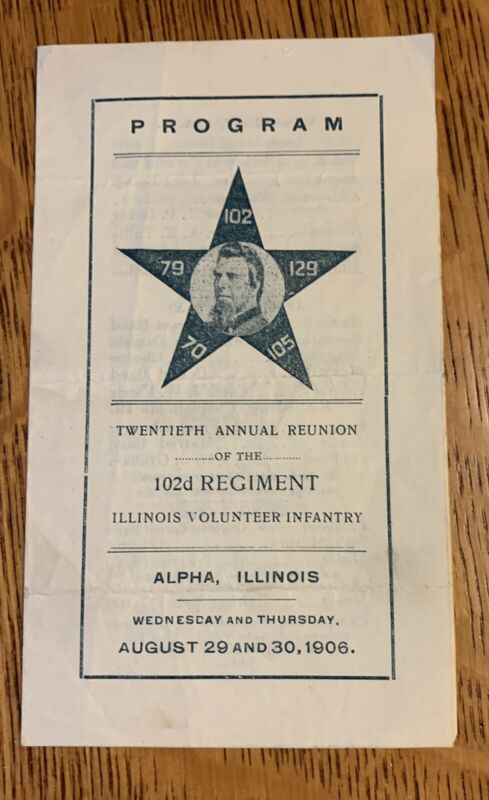 PROGRAM
102
79
129
70
105
TWENTIETH ANNUAL REUNION
............OF THE............
102d REGIMENT
ILLINOIS VOLUNTEER INFANTRY
ALPHA, ILLINOIS
WEDNESDAY AND THURSDAY,
AUGUST 29 AND 30, 1906.